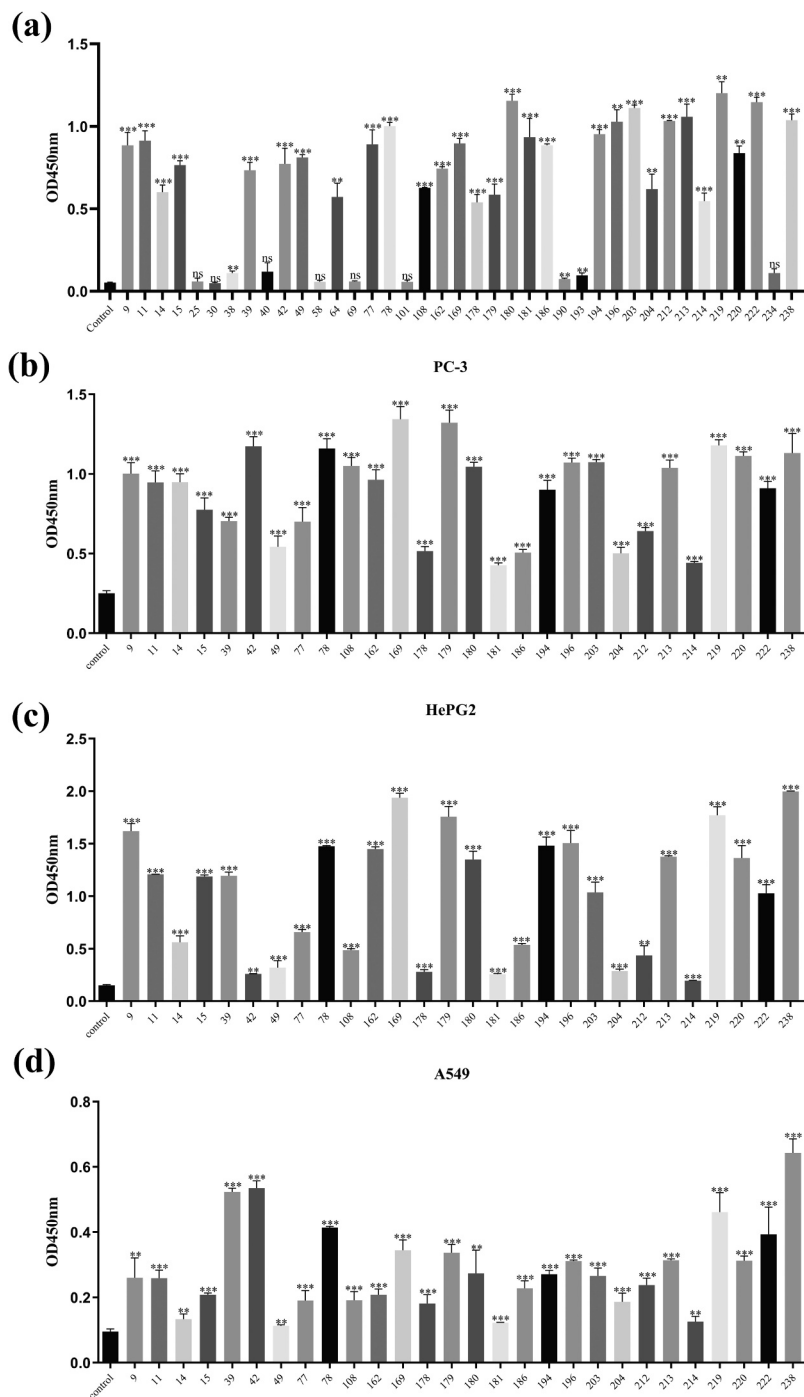 (a)
OD450nm
1.5
1.0
0.5
0.0
*** *** *** *** ns ns ** *** ns *** *** ns ** ns *** *** ns *** *** *** *** *** *** *** *** ** ** *** ** *** ** *** *** *** ** ** *** ns ***
Control 9 11 14 15 25 30 38 39 40 42 49 58 64 69 77 78 101 108 162 169 178 179 180 181 186 190 193 194 196 203 204 212 213 214 219 220 222 234 238
(b)
PC-3
OD450nm
1.5
1.0
0.5
0.0
*** *** *** *** *** *** *** *** *** *** *** *** *** *** *** *** *** *** *** *** *** *** *** *** *** *** *** ***
control 9 11 14 15 39 42 49 77 78 108 162 169 178 179 180 181 186 194 196 203 204 212 213 214 219 220 222 238
(c)
HePG2
OD450nm
2.5
2.0
1.5
1.0
0.5
0.0
*** *** *** *** *** ** *** *** *** *** *** *** *** *** *** *** *** *** *** *** *** ** *** *** *** *** *** ***
control 9 11 14 15 39 42 49 77 78 108 162 169 178 179 180 181 186 194 196 203 204 212 213 214 219 220 222 238
(d)
A549
OD450nm
0.8
0.6
0.4
0.2
0.0
** *** ** *** *** *** ** *** *** *** *** *** *** *** ** *** *** *** *** *** *** *** *** ** *** *** *** ***
control 9 11 14 15 39 42 49 77 78 108 162 169 178 179 180 181 186 194 196 203 204 212 213 214 219 220 222 238